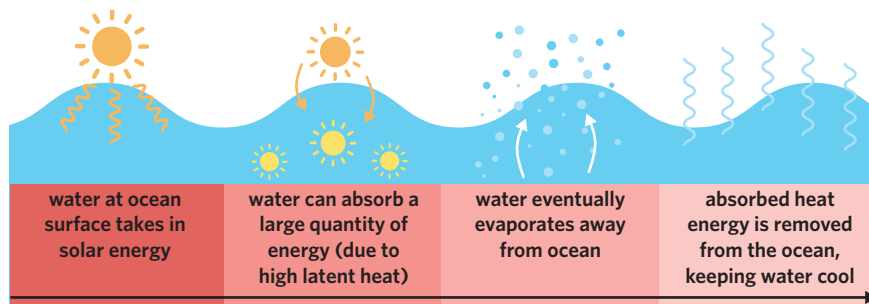 water at ocean
surface takes in
solar energy
water can absorb a
large quantity of
energy (due to
high latent heat)
water eventually
evaporates away
from ocean
absorbed heat
energy is removed
from the ocean,
keeping water cool